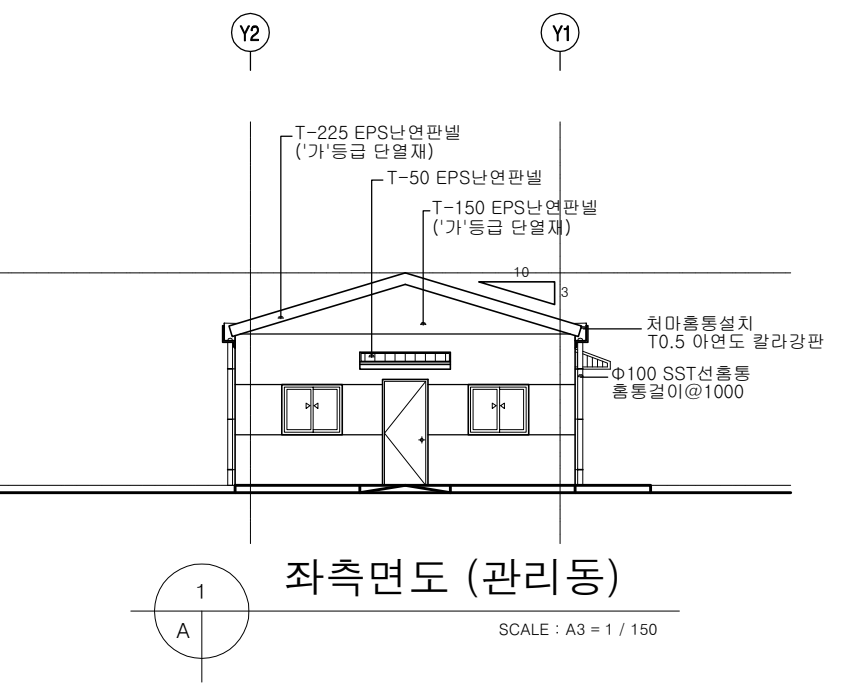 Y2
Y1
T-225 EPS난연판넬
('가'등급 단열재)
T-50 EPS난연판넬
T-150 EPS난연판넬
('가'등급 단열재)
10
3
처마홈통설치
T0.5 아연도 칼라강판
Φ100 SST선홈통
홈통걸이@1000
1
A
좌측면도 (관리동)
SCALE : A3 = 1 / 150